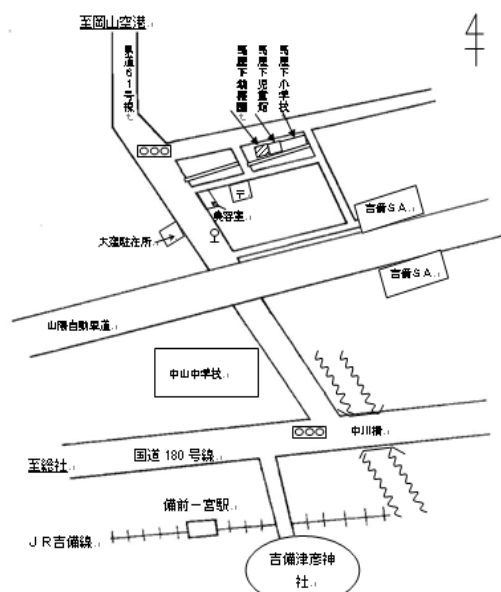 至岡山空港
県道61号線
馬屋下幼稚園
馬屋下児童館
馬屋下小学校
〒
美容室
大窪駐在所
吉備SA
吉備SA
山陽自動車道
中山中学校
中川橋
国道180号線
至総社
備前一宮駅
JR吉備線
吉備津彦神
社